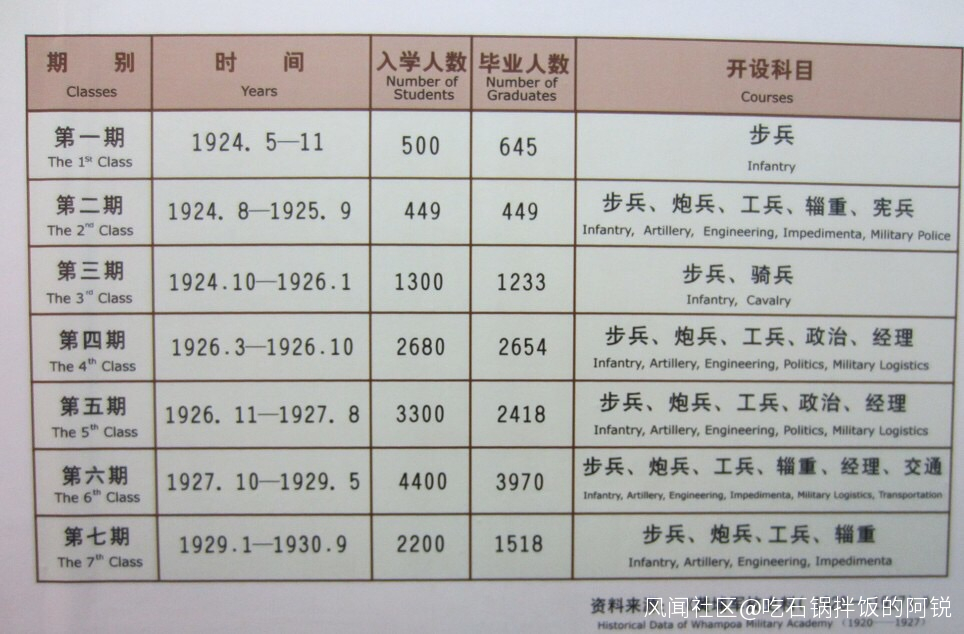 期 别 时 间 入学人数 毕业人数 开设科目
Classes Years Number of Students Number of Graduates Courses
第一期 1924. 5—11 500 645 步兵
The 1st Class Infantry
第二期 1924. 8—1925. 9 449 449 步兵、炮兵、工兵、辎重、宪兵
The 2nd Class Infantry, Artillery, Engineering, Impedimenta, Military Police
第三期 1924.10—1926.1 1300 1233 步兵、骑兵
The 3rd Class Infantry, Cavalry
第四期 1926.3—1926.10 2680 2654 步兵、炮兵、工兵、政治、经理
The 4th Class Infantry, Artillery, Engineering, Politics, Military Logistics
第五期 1926. 11—1927. 8 3300 2418 步兵、炮兵、工兵、政治、经理
The 5th Class Infantry, Artillery, Engineering, Politics, Military Logistics
第六期 1927. 10—1929. 5 4400 3970 步兵、炮兵、工兵、辎重、经理、交通
The 6th Class Infantry, Artillery, Engineering, Impedimenta, Military Logistics, Transportation
第七期 1929.1—1930.9 2200 1518 步兵、炮兵、工兵、辎重
The 7th Class Infantry, Artillery, Engineering, Impedimenta
资料来
风闻社区@吃石锅拌饭的阿锐
Historical Data of Whampoa Military Academy (1920——1927)